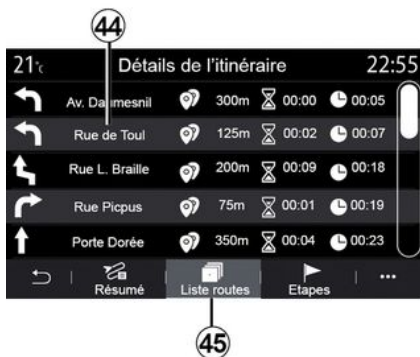 44
21°c Détails de l'itinéraire 22:55
Av. Daumesnil 300m 00:00 00:05
Rue de Toul 125m 00:02 00:07
Rue L. Braille 200m 00:09 00:18
Rue Picpus 75m 00:01 00:19
Porte Dorée 350m 00:04 00:23
Résumé Liste routes Etapes ...
45